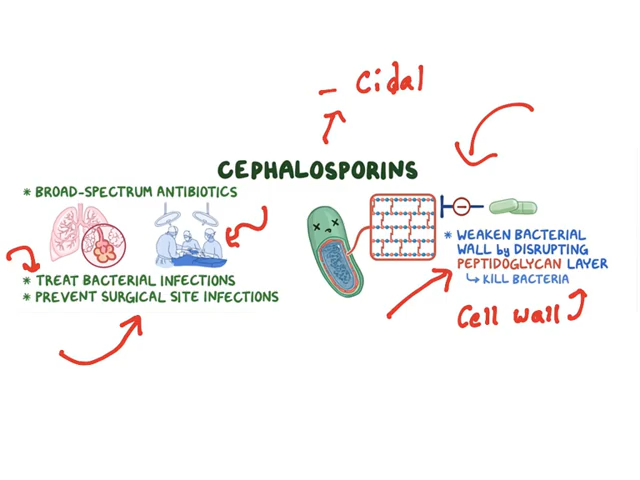 - Cidal
CEPHALOSPORINS
* BROAD-SPECTRUM ANTIBIOTICS
* TREAT BACTERIAL INFECTIONS
* PREVENT SURGICAL SITE INFECTIONS
* WEAKEN BACTERIAL
WALL by DISRUPTING
PEPTIDOGLYCAN LAYER
↳ KILL BACTERIA
Cell wall